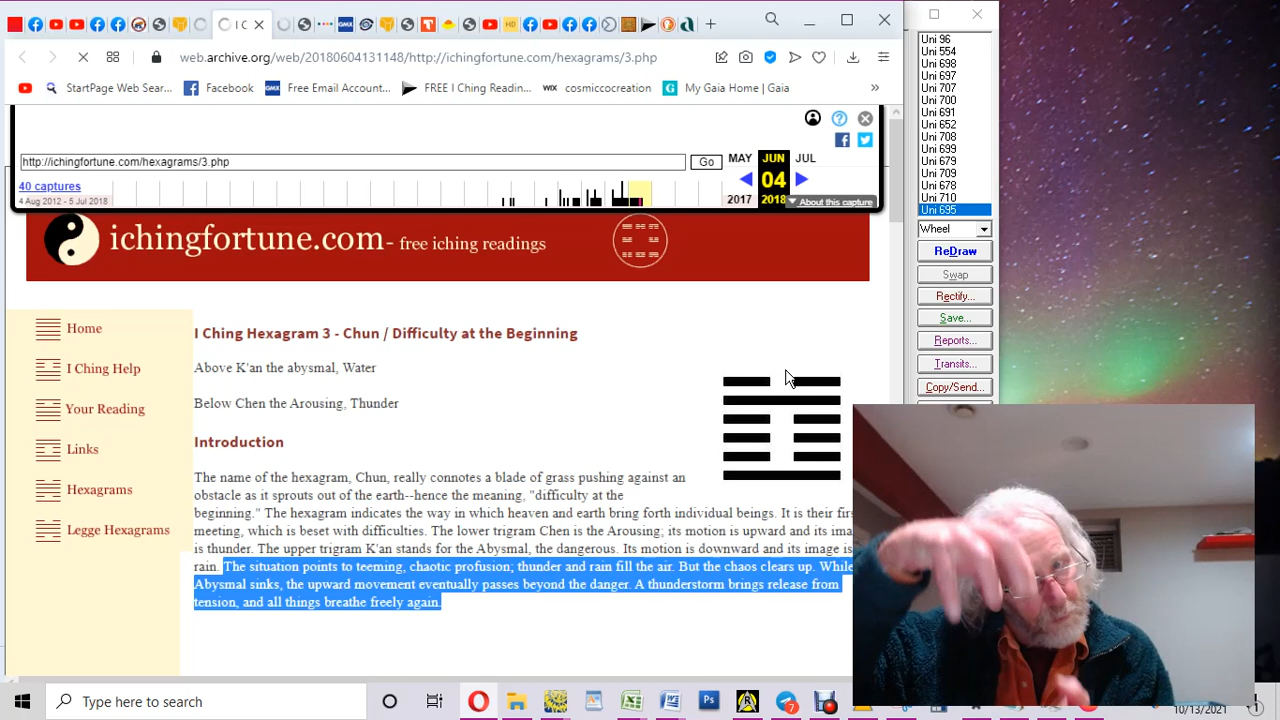 I C
Uni 96
Uni 554
Uni 698
Uni 697
Uni 707
Uni 700
Uni 691
Uni 652
Uni 708
Uni 699
Uni 679
Uni 709
Uni 678
Uni 710
Uni 695
Wheel
ReDraw
Swap
Rectify...
Save...
Reports...
Transits...
Copy/Send...
web.archive.org/web/20180604131148/http://ichingfortune.com/hexagrams/3.php
StartPage Web Sear... Facebook Free Email Account... FREE I Ching Readin... WIX cosmiccocreation My Gaia Home | Gaia »
http://ichingfortune.com/hexagrams/3.php Go MAY JUN JUL
40 captures 04
4 Aug 2012 - 5 Jul 2018 2017 2018 About this capture
ichingfortune.com - free iching readings
Home
I Ching Help
Your Reading
Links
Hexagrams
Legge Hexagrams
I Ching Hexagram 3 - Chun / Difficulty at the Beginning
Above K'an the abysmal, Water
Below Chen the Arousing, Thunder
Introduction
The name of the hexagram, Chun, really connotes a blade of grass pushing against an
obstacle as it sprouts out of the earth--hence the meaning, "difficulty at the
beginning." The hexagram indicates the way in which heaven and earth bring forth individual beings. It is their firs
meeting, which is beset with difficulties. The lower trigram Chen is the Arousing; its motion is upward and its ima
is thunder. The upper trigram K'an stands for the Abysmal, the dangerous. Its motion is downward and its image is
rain. The situation points to teeming, chaotic profusion; thunder and rain fill the air. But the chaos clears up. While
Abysmal sinks, the upward movement eventually passes beyond the danger. A thunderstorm brings release from
tension, and all things breathe freely again.
Type here to search
7
10/13/2021
1